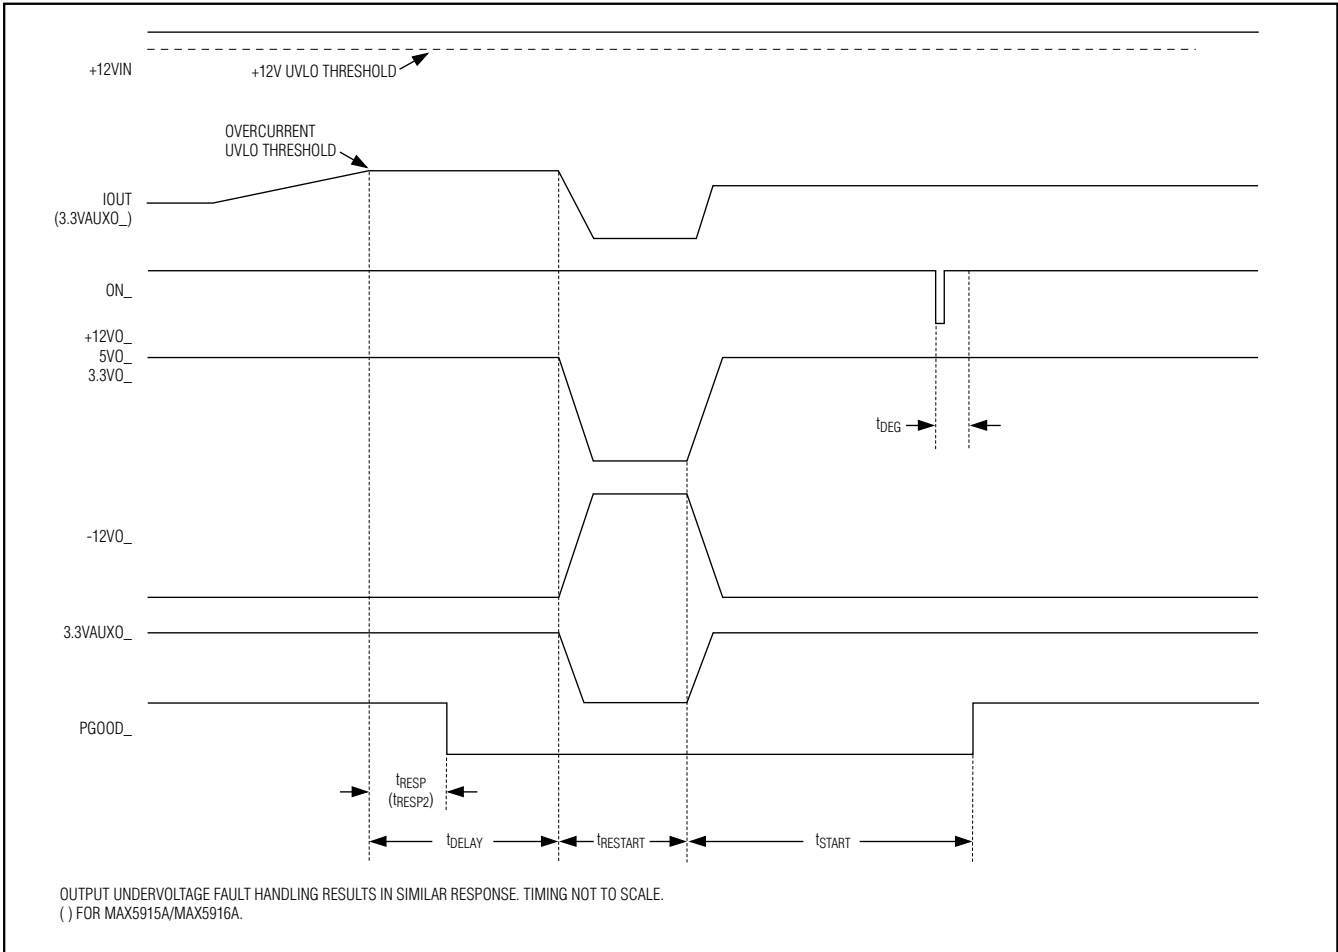 +12VIN
+12V UVLO THRESHOLD
OVERCURRENT
UVLO THRESHOLD
IOUT
(3.3VAUXO_)
ON_
+12VO_
5VO_
3.3VO_
tDEG
-12VO_
3.3VAUXO_
PGOOD_
tRESP
(tRESP2)
tDELAY
tRESTART
tSTART
OUTPUT UNDERVOLTAGE FAULT HANDLING RESULTS IN SIMILAR RESPONSE. TIMING NOT TO SCALE.
( ) FOR MAX5915A/MAX5916A.